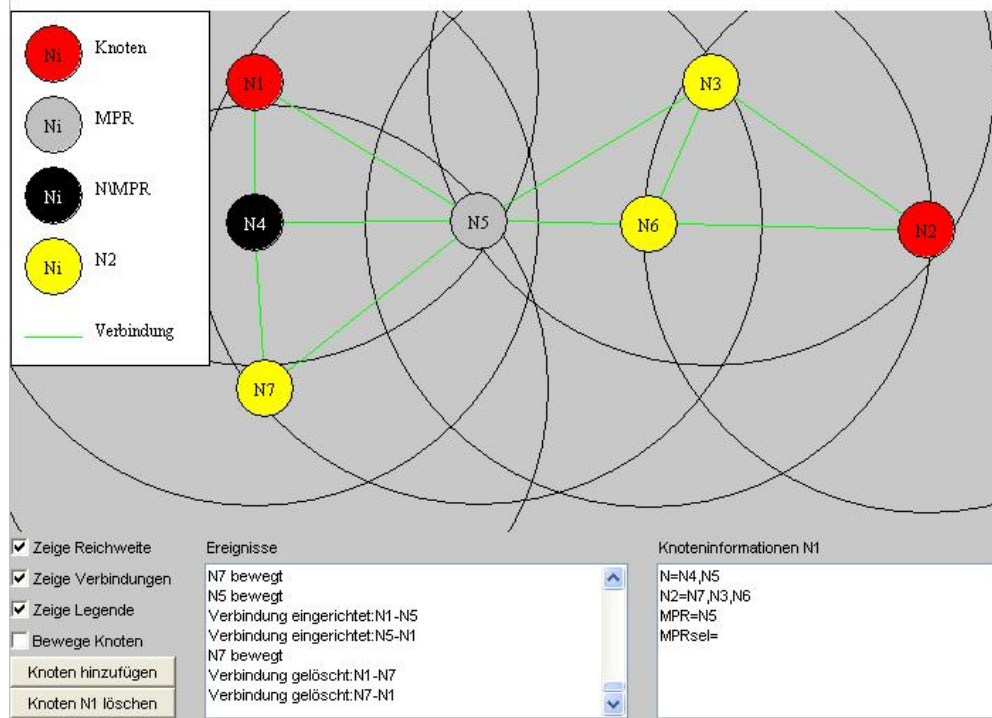 Ni Knoten
Ni MPR
Ni N\MPR
Ni N2
Verbindung
N1
N3
N4
N5
N6
N2
N7
Zeige Reichweite
Zeige Verbindungen
Zeige Legende
Bewege Knoten
Knoten hinzufügen
Knoten N1 löschen
Ereignisse
N7 bewegt
N5 bewegt
Verbindung eingerichtet:N1-N5
Verbindung eingerichtet:N5-N1
N7 bewegt
Verbindung gelöscht:N1-N7
Verbindung gelöscht:N7-N1
Knoteninformationen N1
N=N4,N5
N2=N7,N3,N6
MPR=N5
MPRsel=